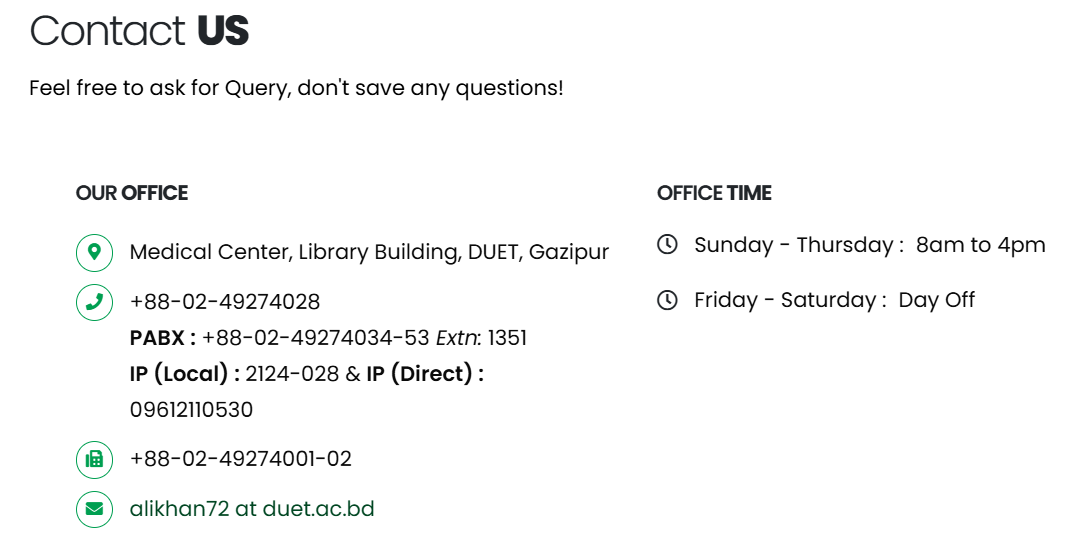 Contact US
Feel free to ask for Query, don't save any questions!
OUR OFFICE
Medical Center, Library Building, DUET, Gazipur
+88-02-49274028
PABX : +88-02-49274034-53 Extn: 1351
IP (Local) : 2124-028 & IP (Direct) :
09612110530
+88-02-49274001-02
alikhan72 at duet.ac.bd
OFFICE TIME
Sunday - Thursday : 8am to 4pm
Friday - Saturday : Day Off